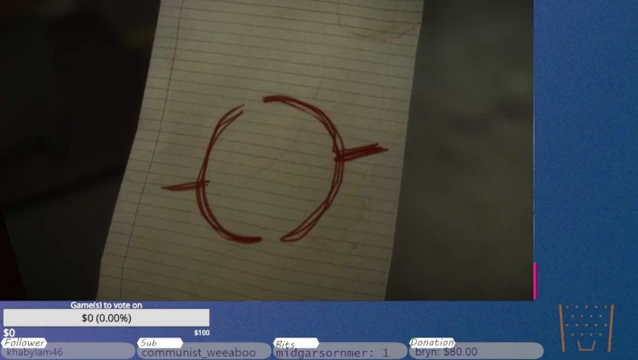 Game(s) to vote on
$0 (0.00%)
$0
$100
Follower
Sub
Bits
Donation
khabylam46
communist_weeaboo
midgarsornmer: 1
bryn: $80.00